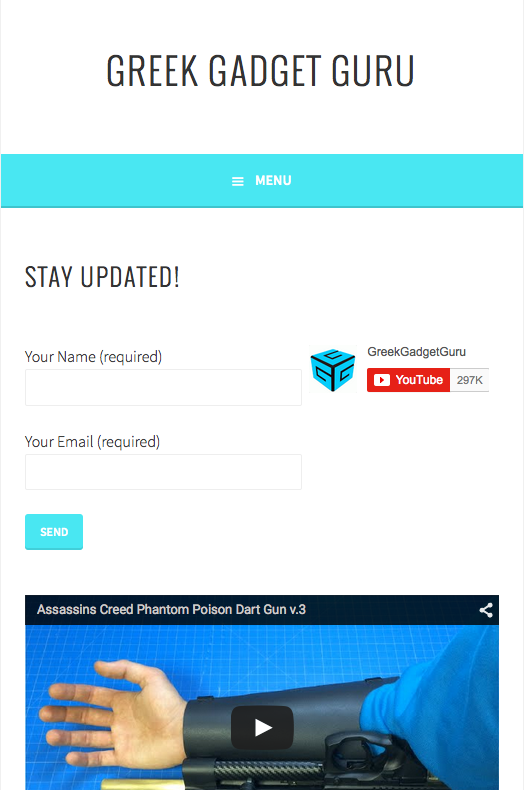 GREEK GADGET GURU
MENU
STAY UPDATED!
Your Name (required)
GreekGadgetGuru
YouTube 297K
Your Email (required)
SEND
Assassins Creed Phantom Poison Dart Gun v.3